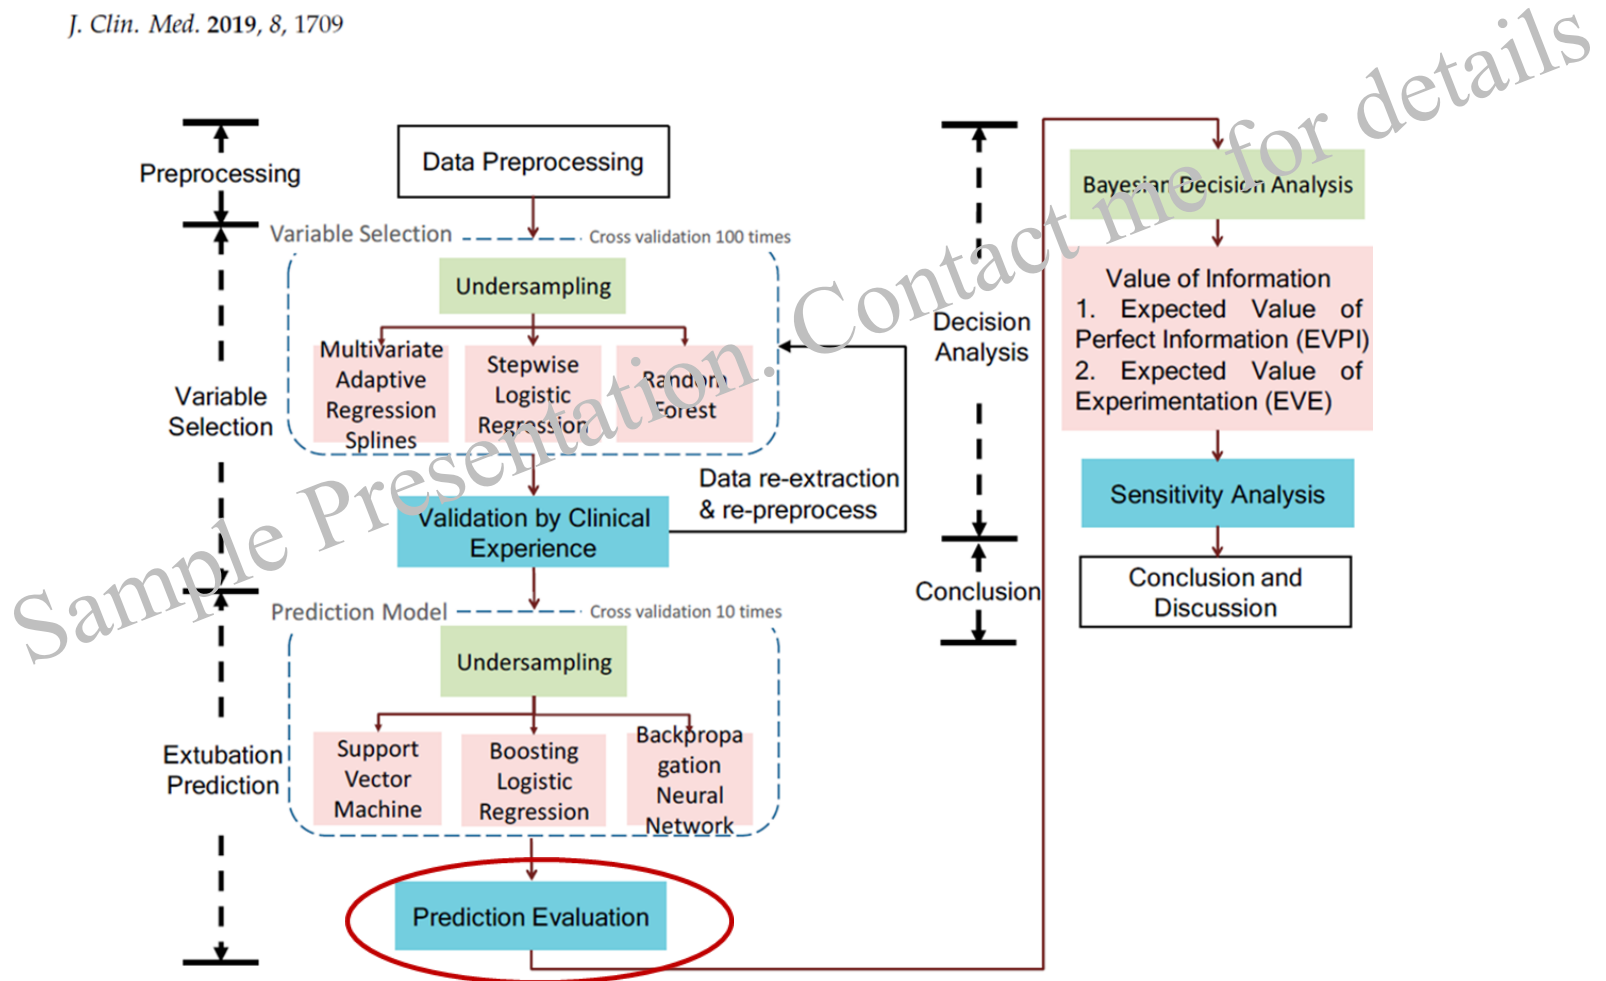 J. Clin. Med. 2019, 8, 1709
Preprocessing
Data Preprocessing
Variable Selection
Cross validation 100 times
Undersampling
Multivariate
Adaptive
Regression
Splines
Stepwise
Logistic
Regression
Random
Forest
Variable
Selection
Data re-extraction
& re-preprocess
Validation by Clinical
Experience
Prediction Model
Cross validation 10 times
Undersampling
Support
Vector
Machine
Boosting
Logistic
Regression
Backpropa
gation
Neural
Network
Extubation
Prediction
Prediction Evaluation
Decision
Analysis
Bayesian Decision Analysis
Value of Information
1. Expected Value of
Perfect Information (EVPI)
2. Expected Value of
Experimentation (EVE)
Sensitivity Analysis
Conclusion
Conclusion and
Discussion
Sample Presentation. Contact me for details